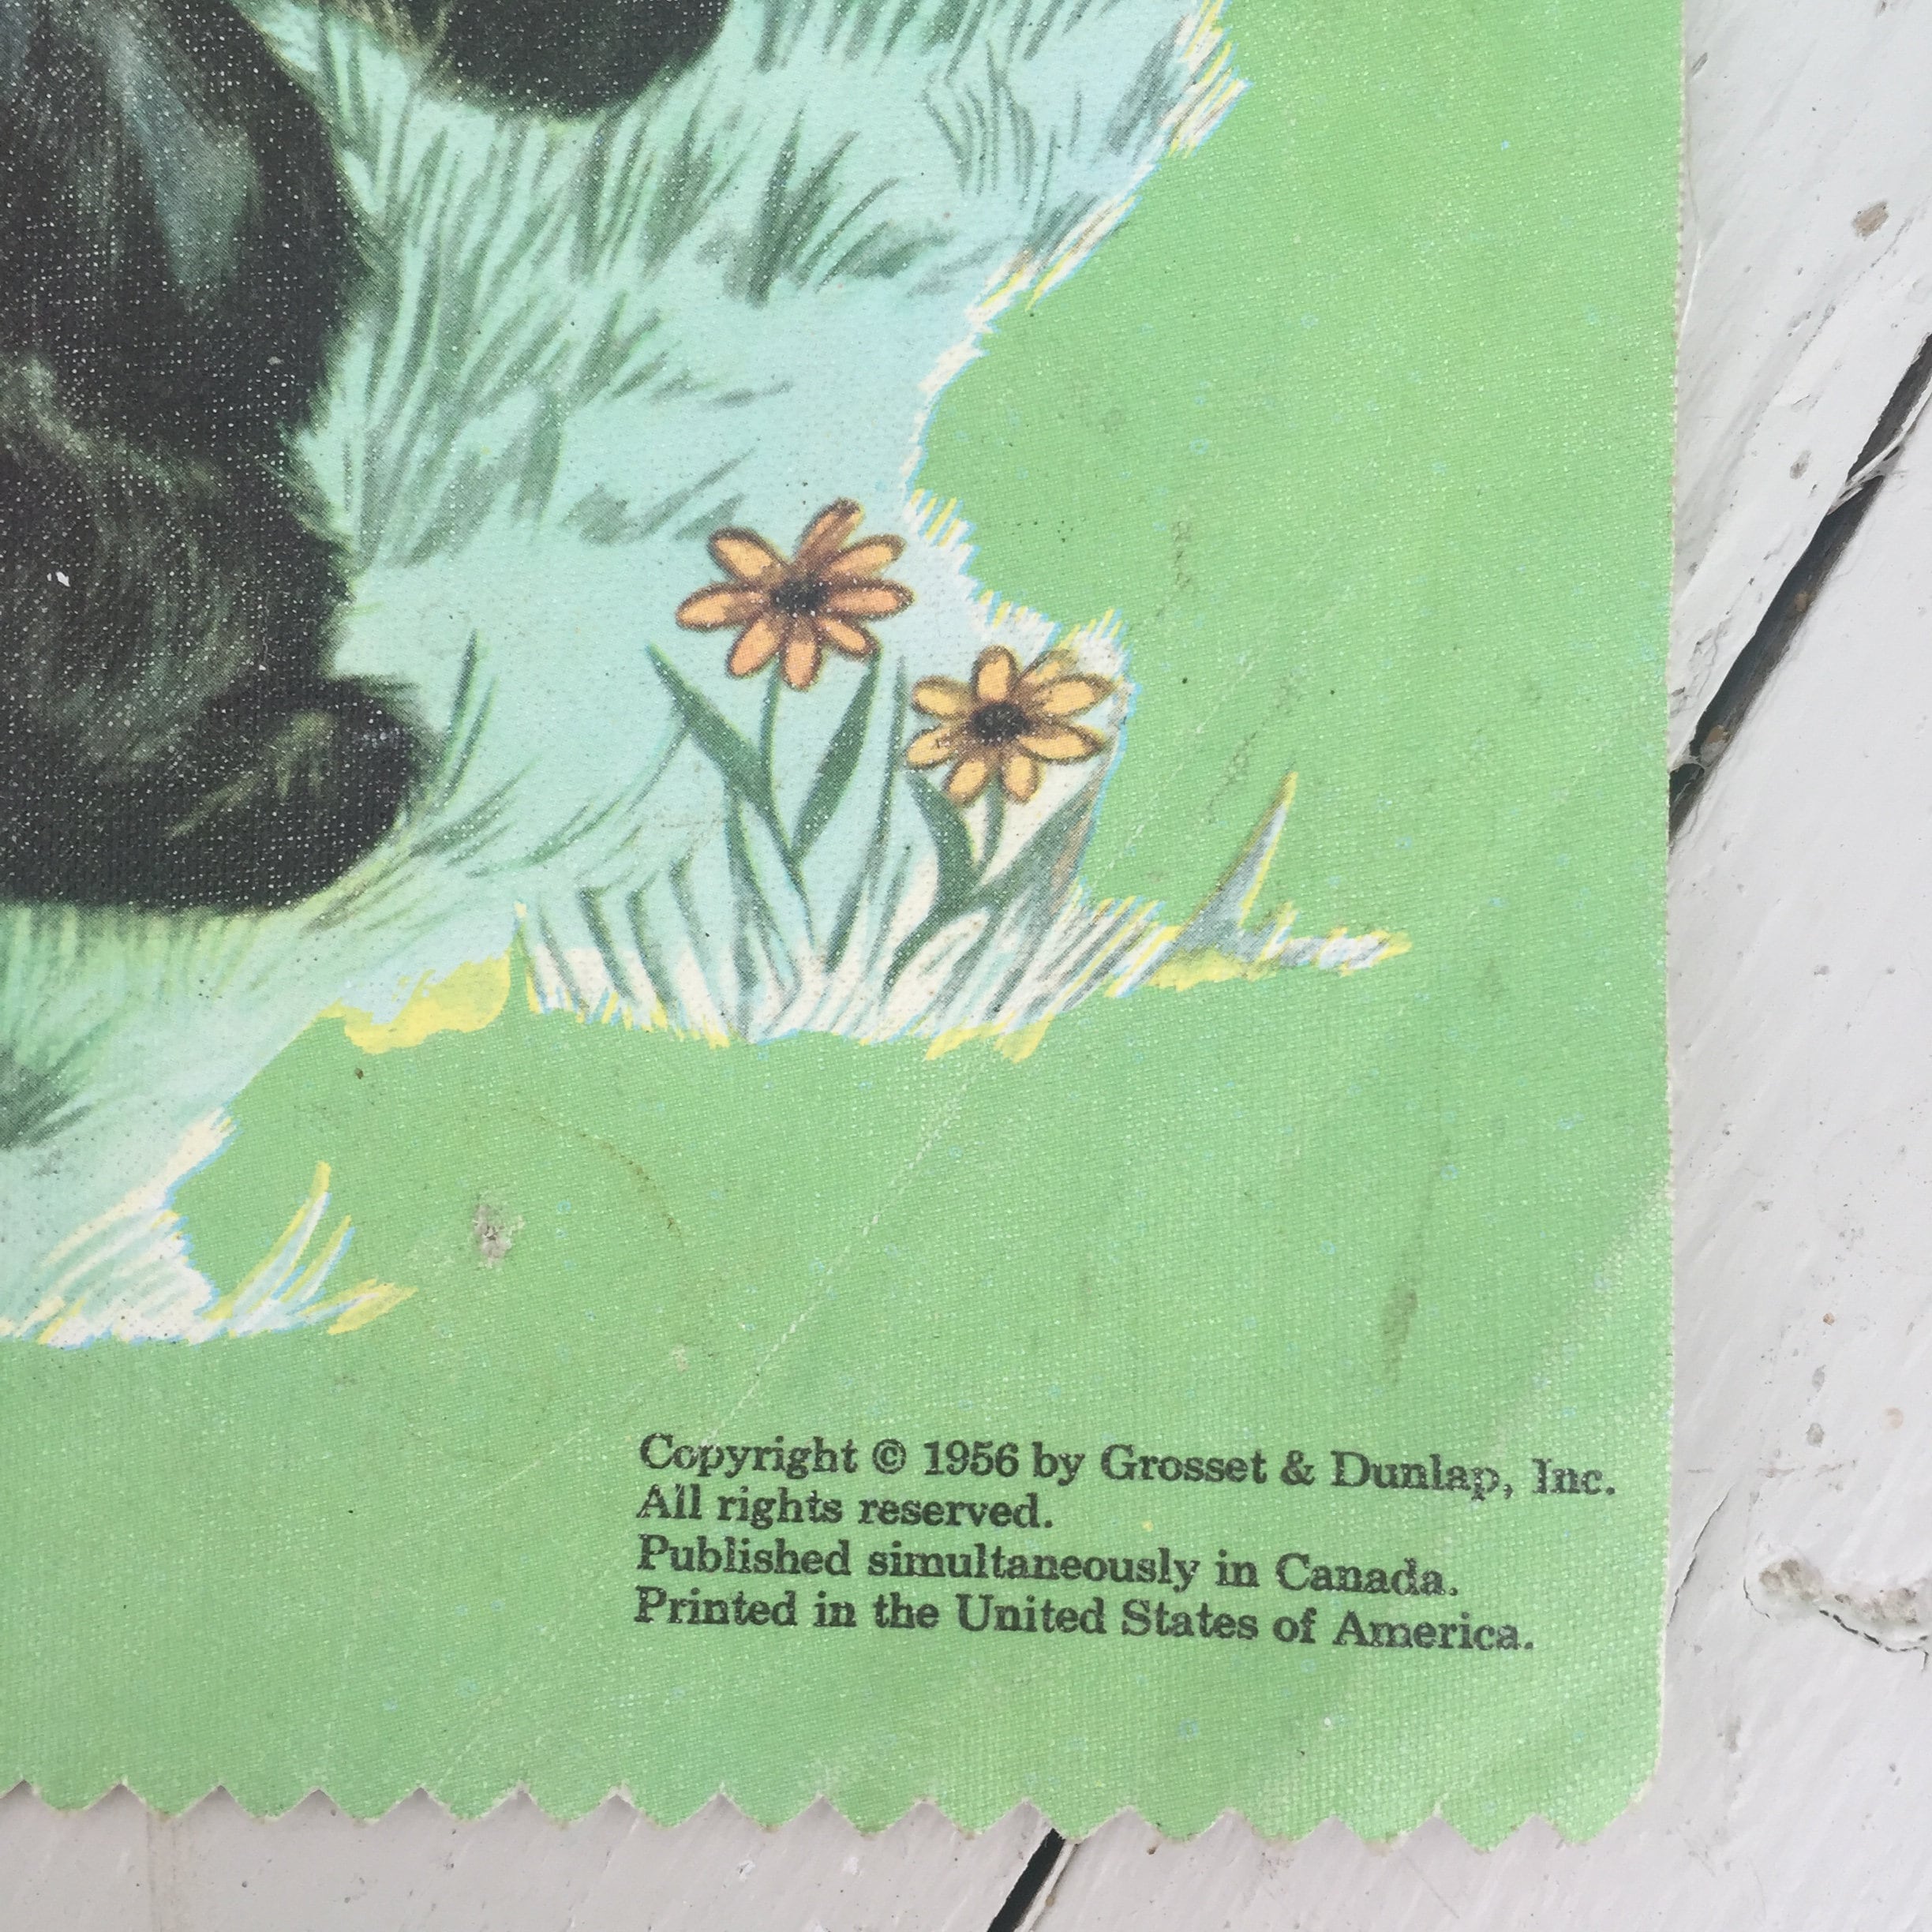 Copyright © 1956 by Grosset & Dunlap, Inc.
All rights reserved.
Published simultaneously in Canada.
Printed in the United States of America.